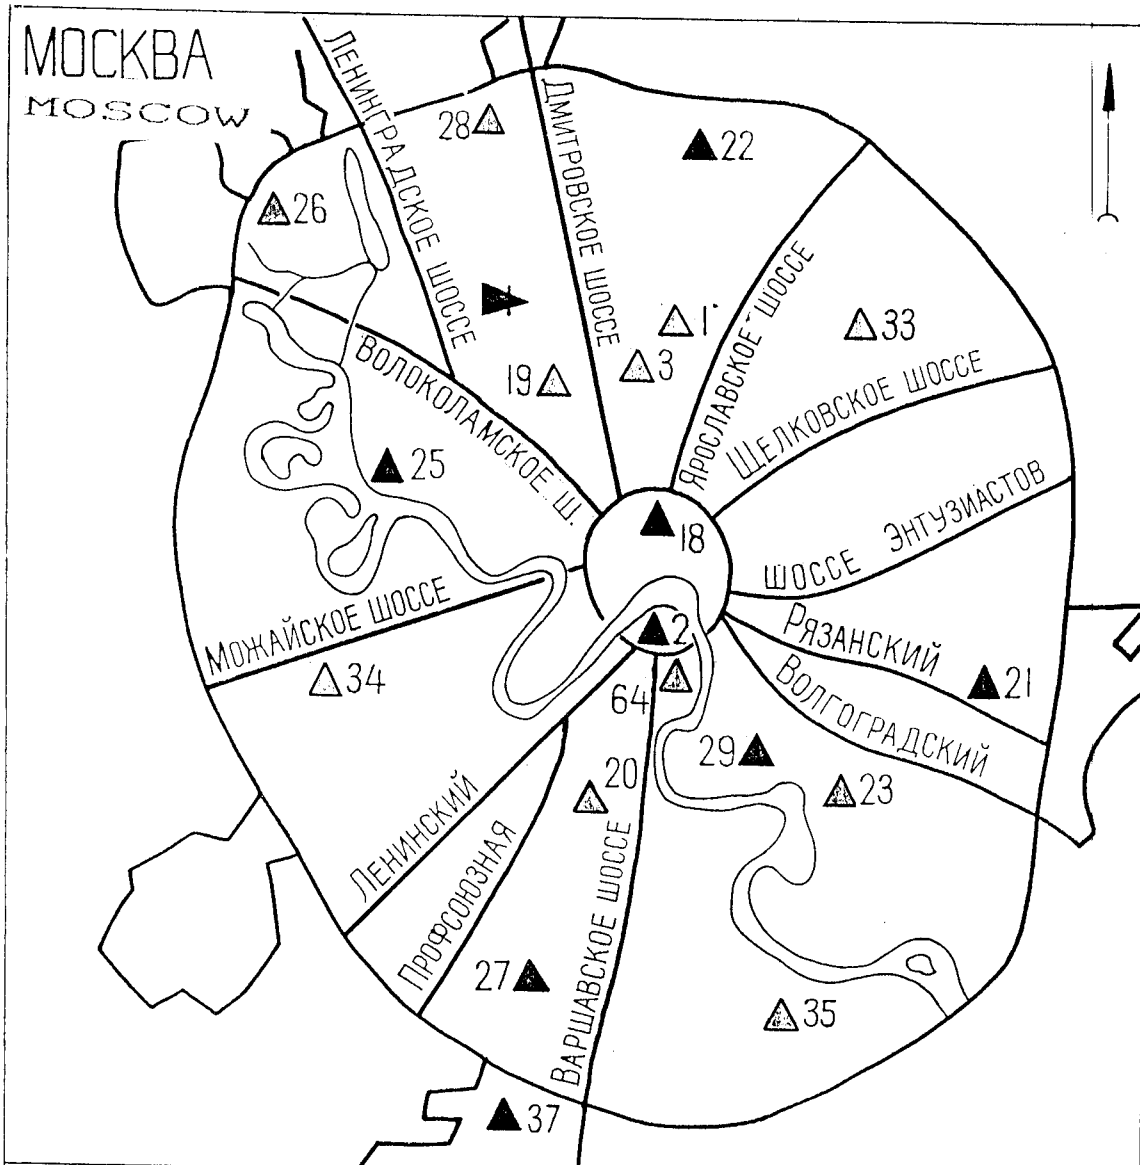 МОСКВА
MOSCOW
ЛЕНИНГРАДСКОЕ ШОССЕ
28
ДМИТРОВСКОЕ ШОССЕ
22
26
ЯРОСЛАВСКОЕ ШОССЕ
1
33
3
19
ВОЛОКОЛАМСКОЕ Ш.
ЩЕЛКОВСКОЕ ШОССЕ
25
18
ШОССЕ ЭНТУЗИАСТОВ
МОЖАЙСКОЕ ШОССЕ
2
РЯЗАНСКИЙ
34
64
21
ВОЛГОГРАДСКИЙ
29
20
23
ЛЕНИНСКИЙ
ПРОФСОЮЗНАЯ
ВАРШАВСКОЕ ШОССЕ
27
35
37